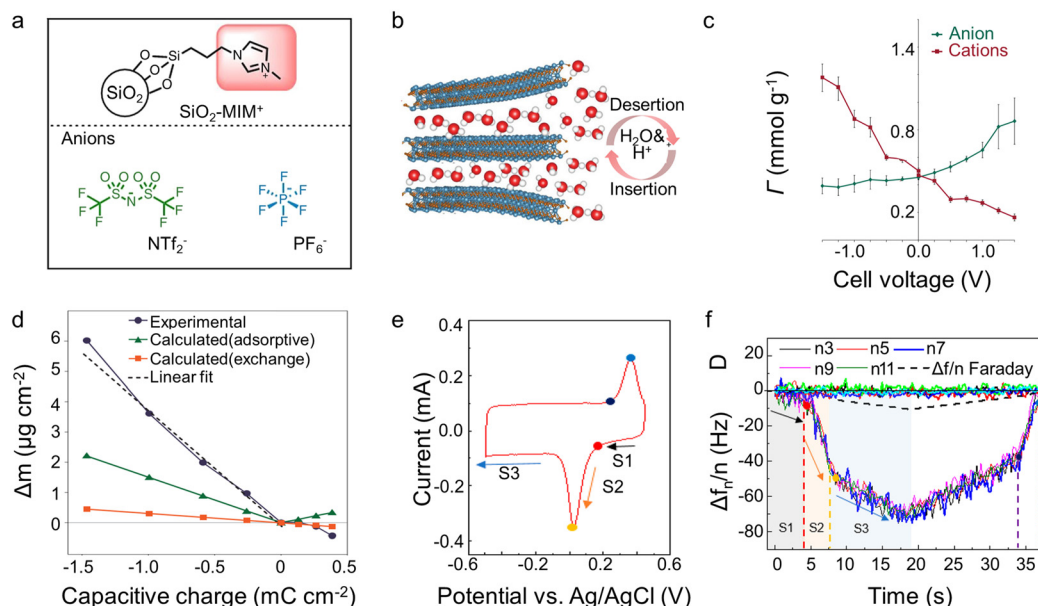 a
O
O
O
Si
SiO2
N
N
+
SiO2-MIM+
Anions
O O O O
S S
N-
F F
F F
F F
NTf2-
F
F F
P-
F F
F
PF6-
b
Desertion
H2O&
H+
+
Insertion
c
Anion
Cations
1.4
0.8
0.2
Γ (mmol g-1)
-1.0 0.0 1.0
Cell voltage (V)
d
Experimental
Calculated(adsorptive)
Calculated(exchange)
Linear fit
6
5
4
3
2
1
0
Δm (μg cm-2)
-1.5 -1.0 -0.5 0 0.5
Capacitive charge (mC cm-2)
e
0.4
0.2
0.0
-0.2
-0.4
Current (mA)
S1
S2
S3
-0.6 -0.2 0.2 0.6
Potential vs. Ag/AgCl (V)
f
n3 n5 n7
n9 n11 Δf/n Faraday
D
20
0
-20
-40
-60
-80
Δfn/n (Hz)
S1 S2 S3
0 5 10 15 20 25 30 35
Time (s)